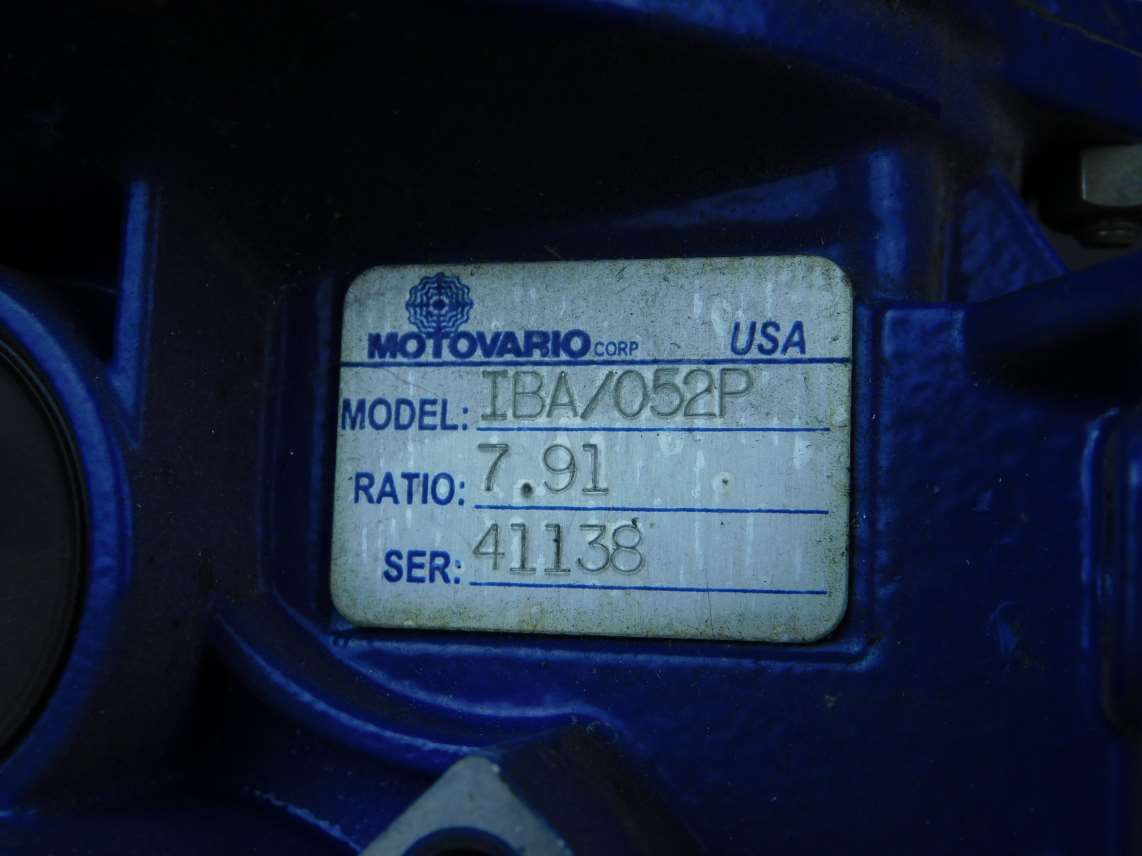 MOTOVARIO CORP USA
MODEL: IBA/052P
RATIO: 7.91
SER: 41138